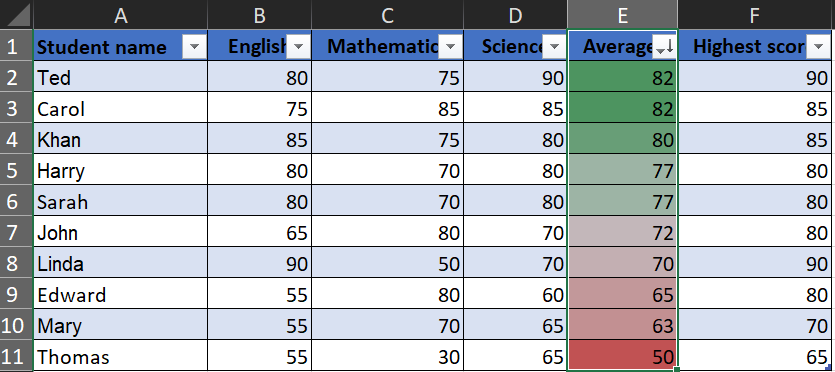 A B C D E F
1 Student name English Mathematic Science Average Highest scor
2 Ted 80 75 90 82 90
3 Carol 75 85 85 82 85
4 Khan 85 75 80 80 85
5 Harry 80 70 80 77 80
6 Sarah 80 70 80 77 80
7 John 65 80 70 72 80
8 Linda 90 50 70 70 90
9 Edward 55 80 60 65 80
10 Mary 55 70 65 63 70
11 Thomas 55 30 65 50 65